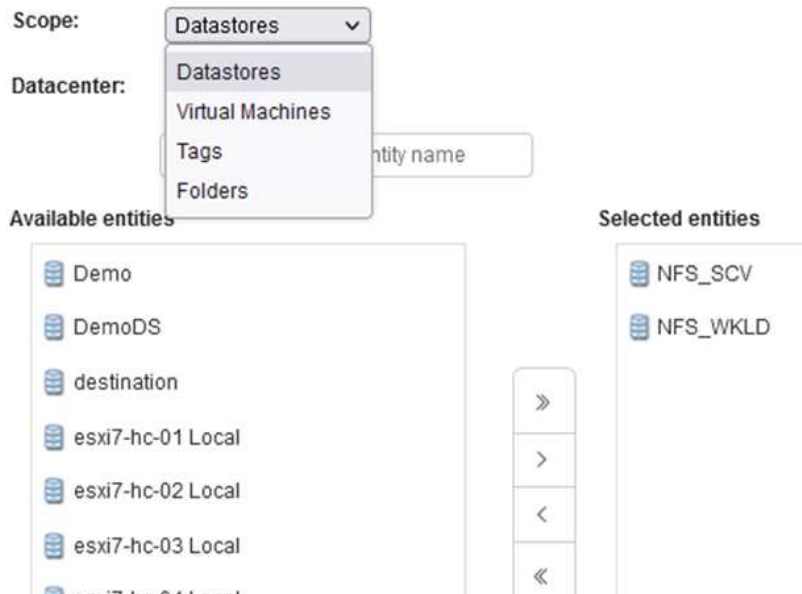 Scope:
Datastores
Datastores
Datacenter:
Virtual Machines
Tags
entity name
Folders
Available entities
Selected entities
Demo
NFS_SCV
DemoDS
NFS_WKLD
destination
esxi7-hc-01 Local
esxi7-hc-02 Local
esxi7-hc-03 Local